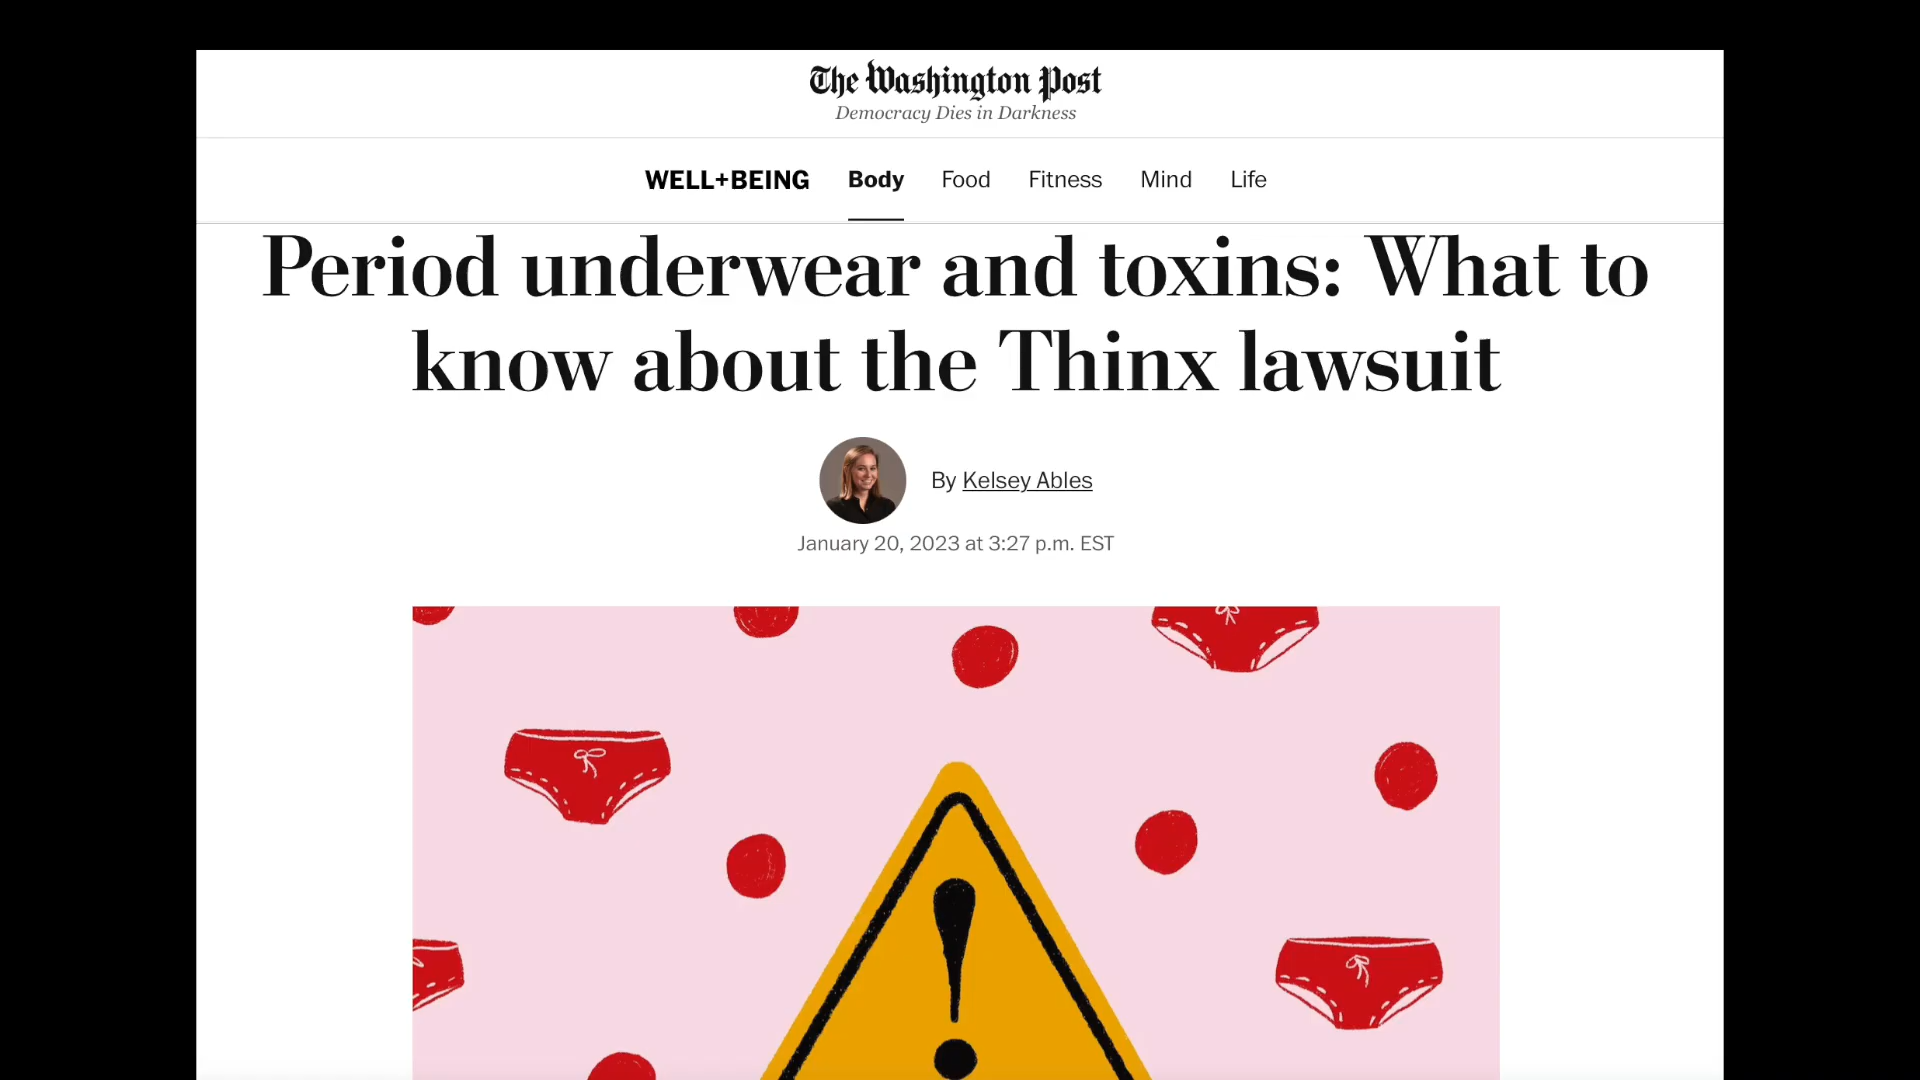 The Washington Post
Democracy Dies in Darkness
WELL+BEING Body Food Fitness Mind Life
Period underwear and toxins: What to
know about the Thinx lawsuit
By Kelsey Ables
January 20, 2023 at 3:27 p.m. EST
!